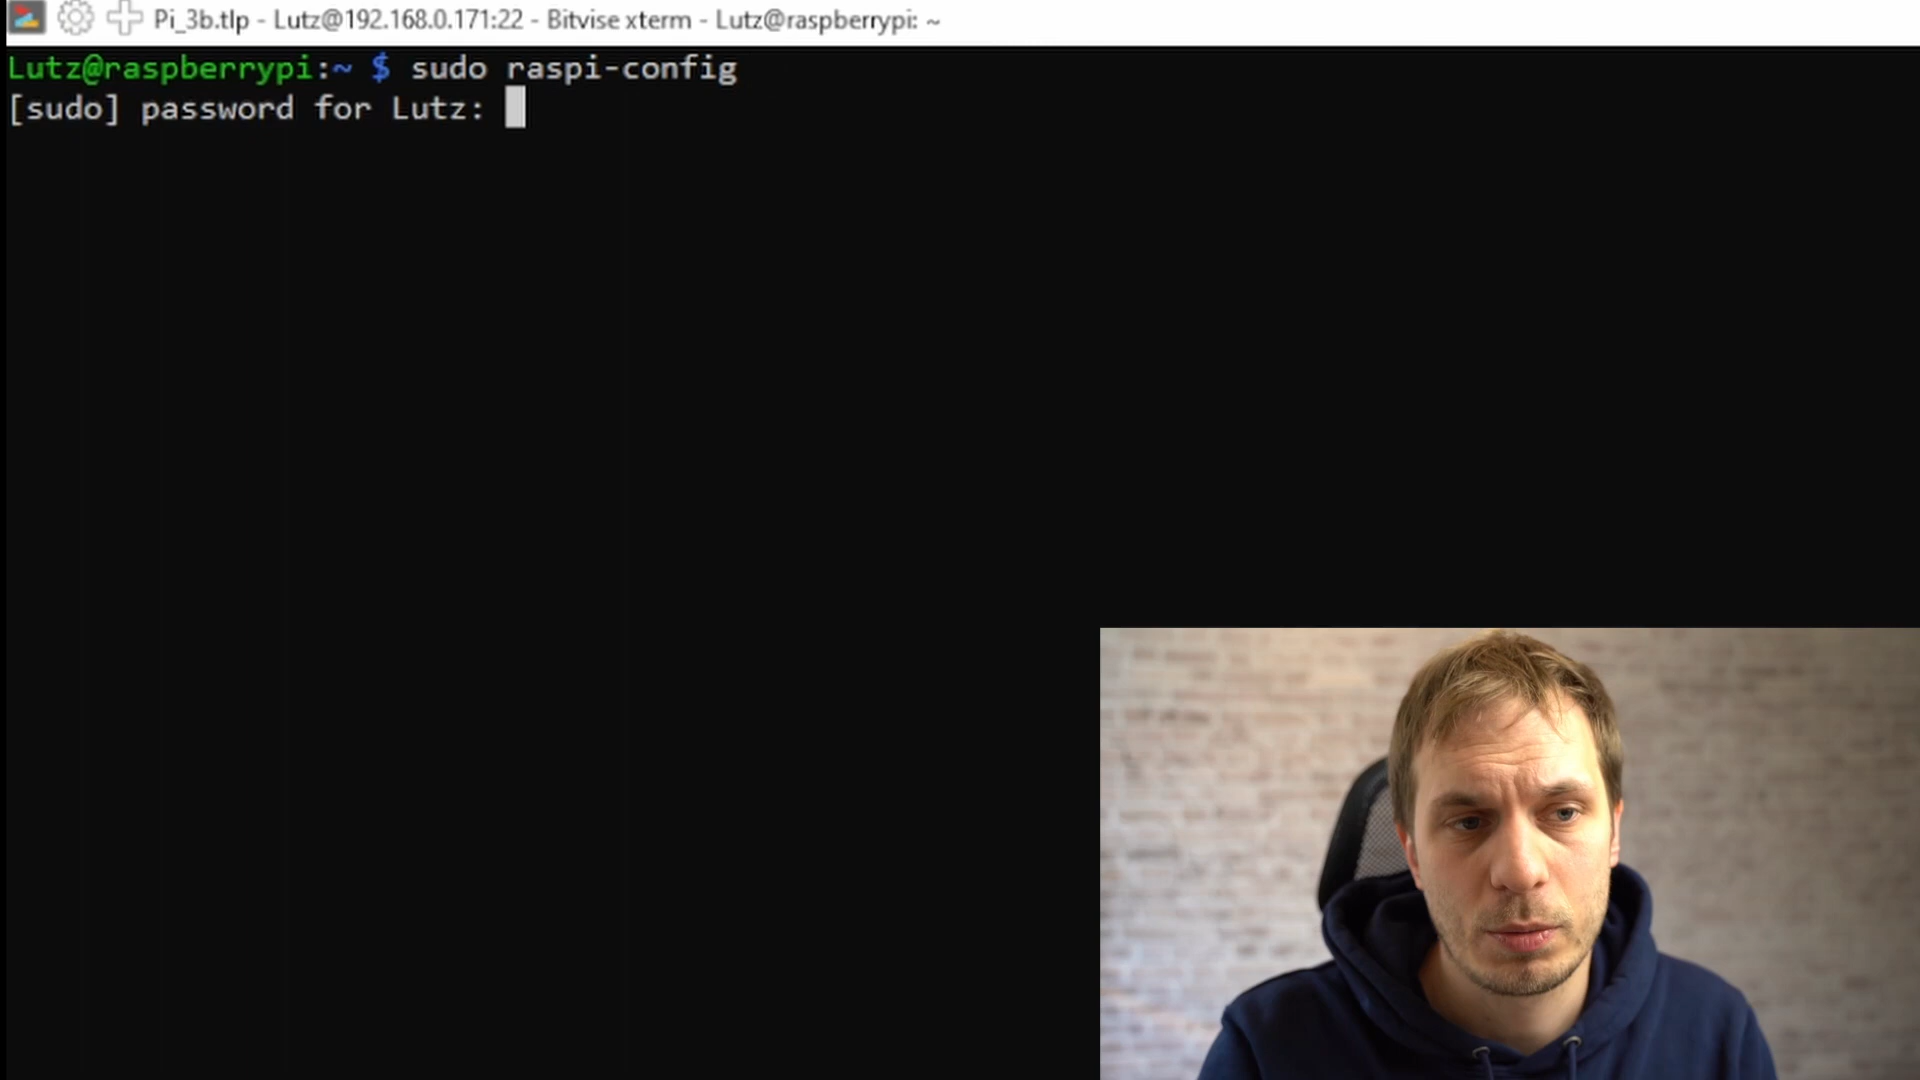 Pi_3b.tlp - Lutz@192.168.0.171:22 - Bitvise xterm - Lutz@raspberrypi: ~
Lutz@raspberrypi:~ $ sudo raspi-config
[sudo] password for Lutz: